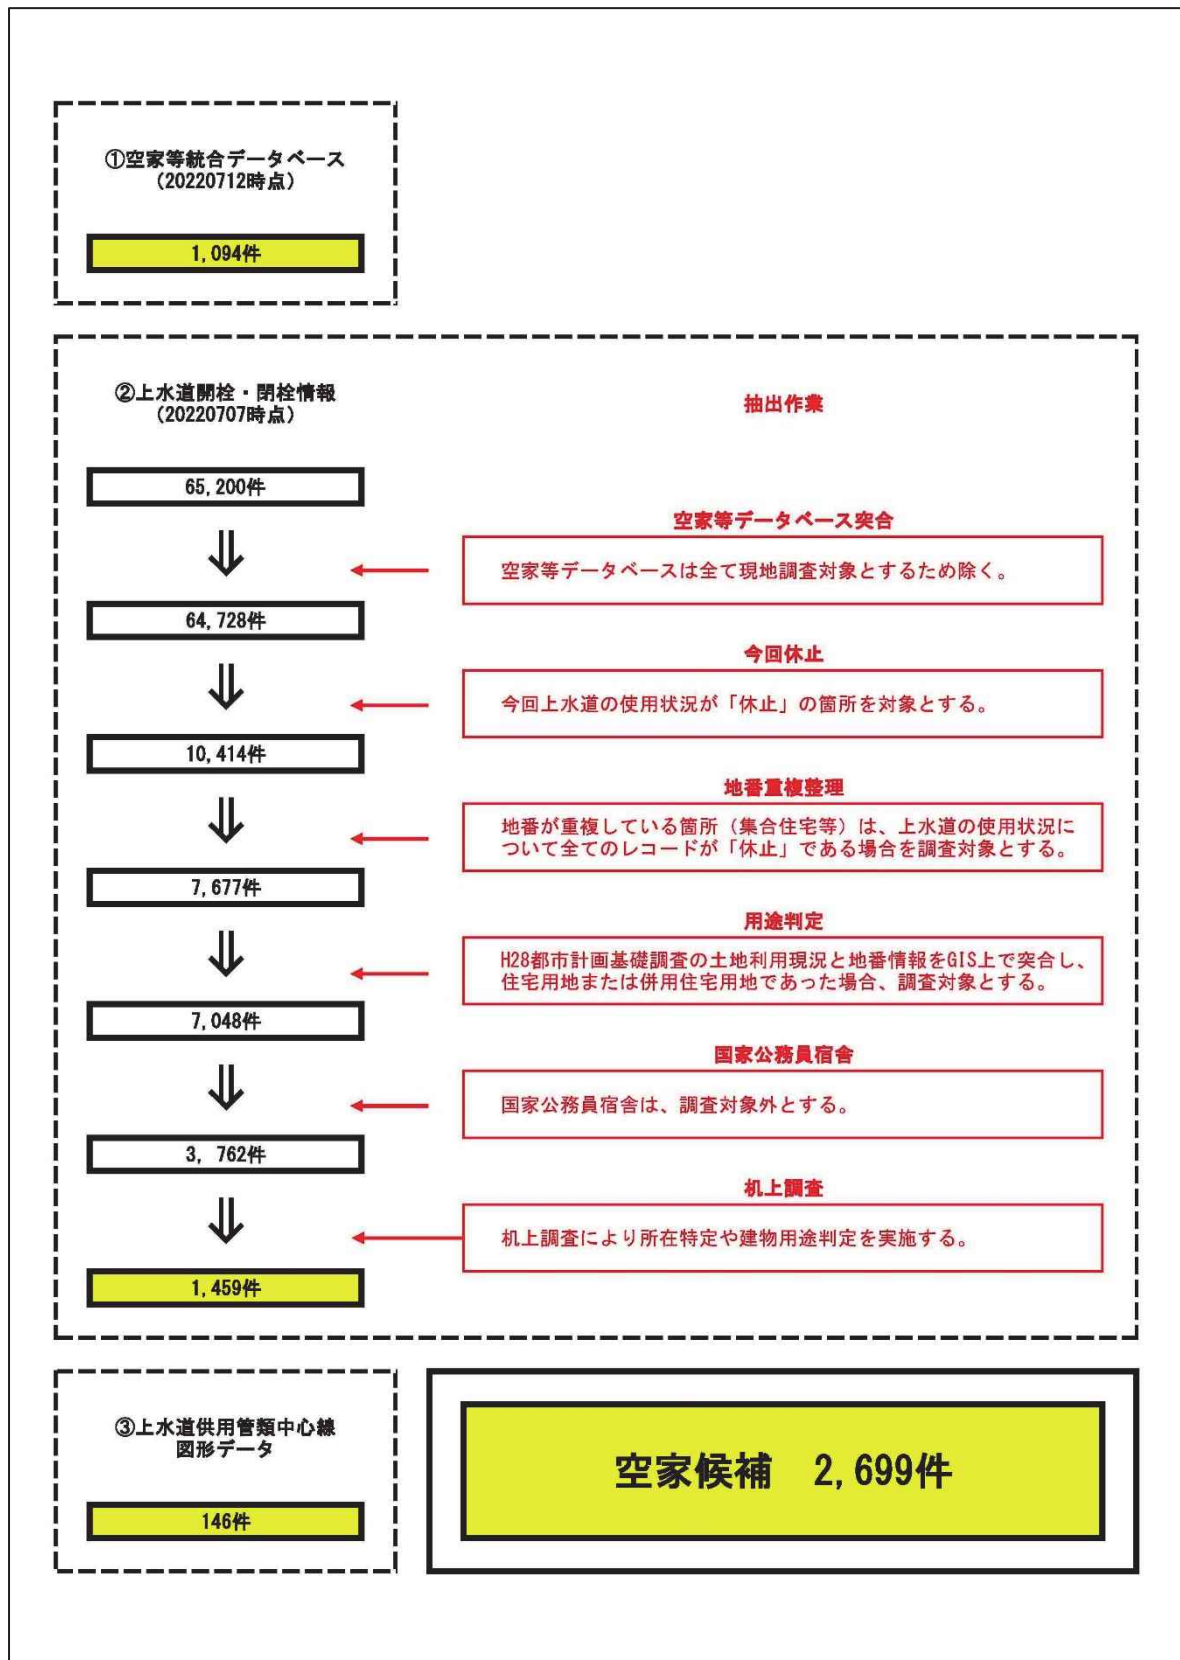 ①空家等統合データベース
(20220712時点)
1,094件
②上水道開栓・閉栓情報
(20220707時点)
抽出作業
65,200件
空家等データベース突合
空家等データベースは全て現地調査対象とするため除く。
64,728件
今回休止
今回上水道の使用状況が「休止」の箇所を対象とする。
10,414件
地番重複整理
地番が重複している箇所（集合住宅等）は、上水道の使用状況に
ついて全てのレコードが「休止」である場合を調査対象とする。
7,677件
用途判定
H28都市計画基礎調査の土地利用現況と地番情報をGIS上で突合し、
住宅用地または併用住宅用地であった場合、調査対象とする。
7,048件
国家公務員宿舎
国家公務員宿舎は、調査対象外とする。
3, 762件
机上調査
机上調査により所在特定や建物用途判定を実施する。
1,459件
③上水道供用管類中心線
図形データ
146件
空家候補　2,699件